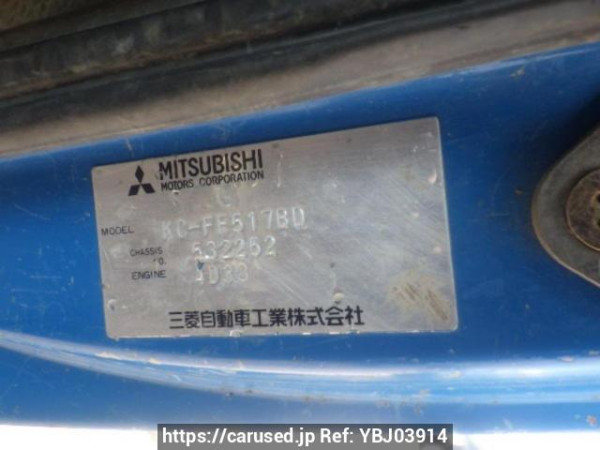 MITSUBISHI
MOTORS CORPORATION
MODEL KC-FE517BD
CHASSIS NO. 532252
ENGINE 4D33
三菱自動車工業株式会社
https://carused.jp Ref: YBJ03914